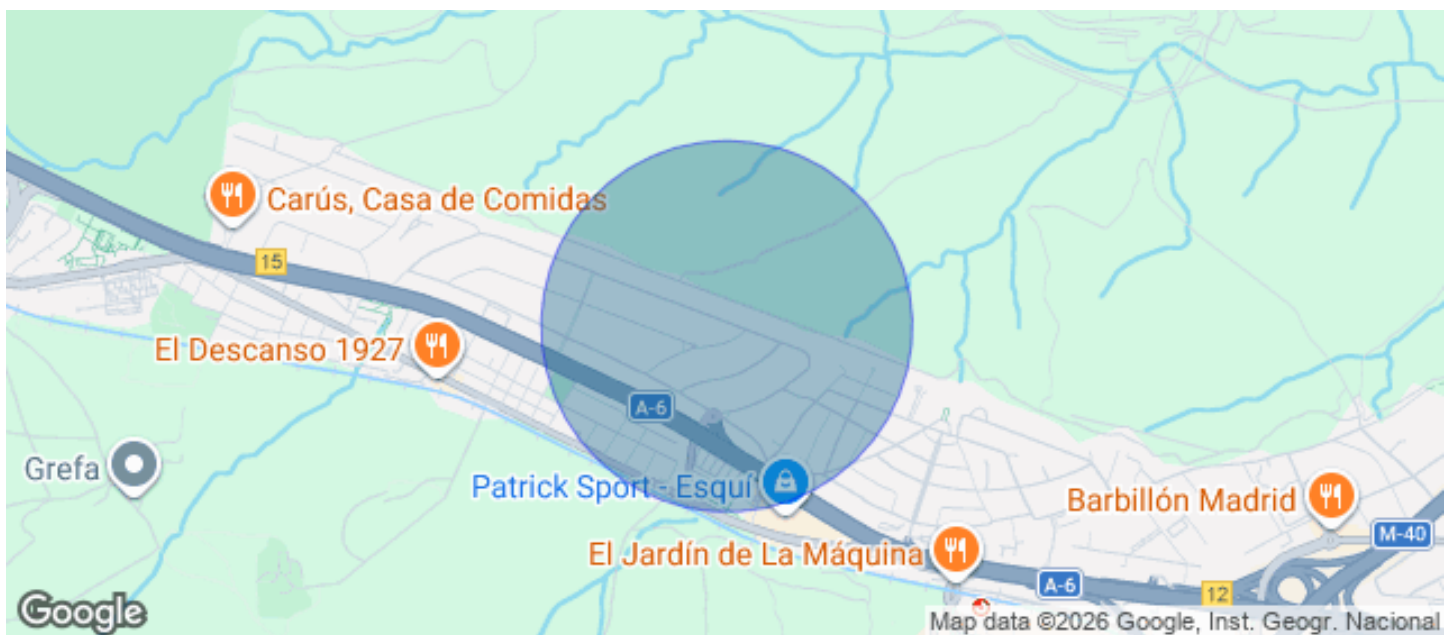 Carús, Casa de Comidas
15
El Descanso 1927
A-6
Grefa
Patrick Sport - Esquí
Barbillón Madrid
M-40
El Jardín de La Máquina
A-6
12
Google
Map data ©2026 Google, Inst. Geogr. Nacional